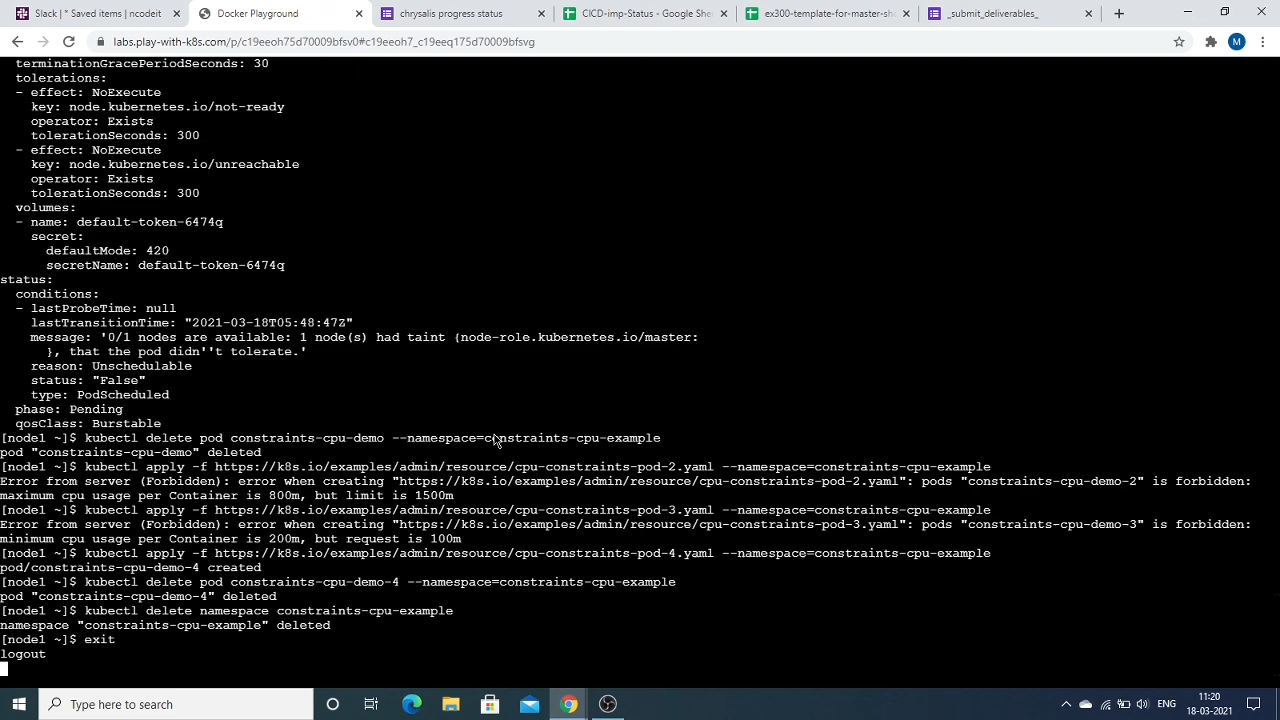 Slack | * Saved items | ncodeit
Docker Playground
chrysalis progress status
CICD-imp-Status - Google She
ex300-template-for-master-she
_submit_deliverables_
labs.play-with-k8s.com/p/c19eeoh75d70009bfsv0#c19eeoh7_c19eeq175d70009bfsvg
M
terminationGracePeriodSeconds: 30
tolerations:
- effect: NoExecute
key: node.kubernetes.io/not-ready
operator: Exists
tolerationSeconds: 300
- effect: NoExecute
key: node.kubernetes.io/unreachable
operator: Exists
tolerationSeconds: 300
volumes:
- name: default-token-6474q
secret:
defaultMode: 420
secretName: default-token-6474q
status:
conditions:
- lastProbeTime: null
lastTransitionTime: "2021-03-18T05:48:47Z"
message: '0/1 nodes are available: 1 node(s) had taint {node-role.kubernetes.io/master:
}, that the pod didn''t tolerate.'
reason: Unschedulable
status: "False"
type: PodScheduled
phase: Pending
qosClass: Burstable
[node1 ~]$ kubectl delete pod constraints-cpu-demo --namespace=constraints-cpu-example
pod "constraints-cpu-demo" deleted
[node1 ~]$ kubectl apply -f https://k8s.io/examples/admin/resource/cpu-constraints-pod-2.yaml --namespace=constraints-cpu-example
Error from server (Forbidden): error when creating "https://k8s.io/examples/admin/resource/cpu-constraints-pod-2.yaml": pods "constraints-cpu-demo-2" is forbidden:
maximum cpu usage per Container is 800m, but limit is 1500m
[node1 ~]$ kubectl apply -f https://k8s.io/examples/admin/resource/cpu-constraints-pod-3.yaml --namespace=constraints-cpu-example
Error from server (Forbidden): error when creating "https://k8s.io/examples/admin/resource/cpu-constraints-pod-3.yaml": pods "constraints-cpu-demo-3" is forbidden:
minimum cpu usage per Container is 200m, but request is 100m
[node1 ~]$ kubectl apply -f https://k8s.io/examples/admin/resource/cpu-constraints-pod-4.yaml --namespace=constraints-cpu-example
pod/constraints-cpu-demo-4 created
[node1 ~]$ kubectl delete pod constraints-cpu-demo-4 --namespace=constraints-cpu-example
pod "constraints-cpu-demo-4" deleted
[node1 ~]$ kubectl delete namespace constraints-cpu-example
namespace "constraints-cpu-example" deleted
[node1 ~]$ exit
logout
Type here to search
ENG
11:20
18-03-2021